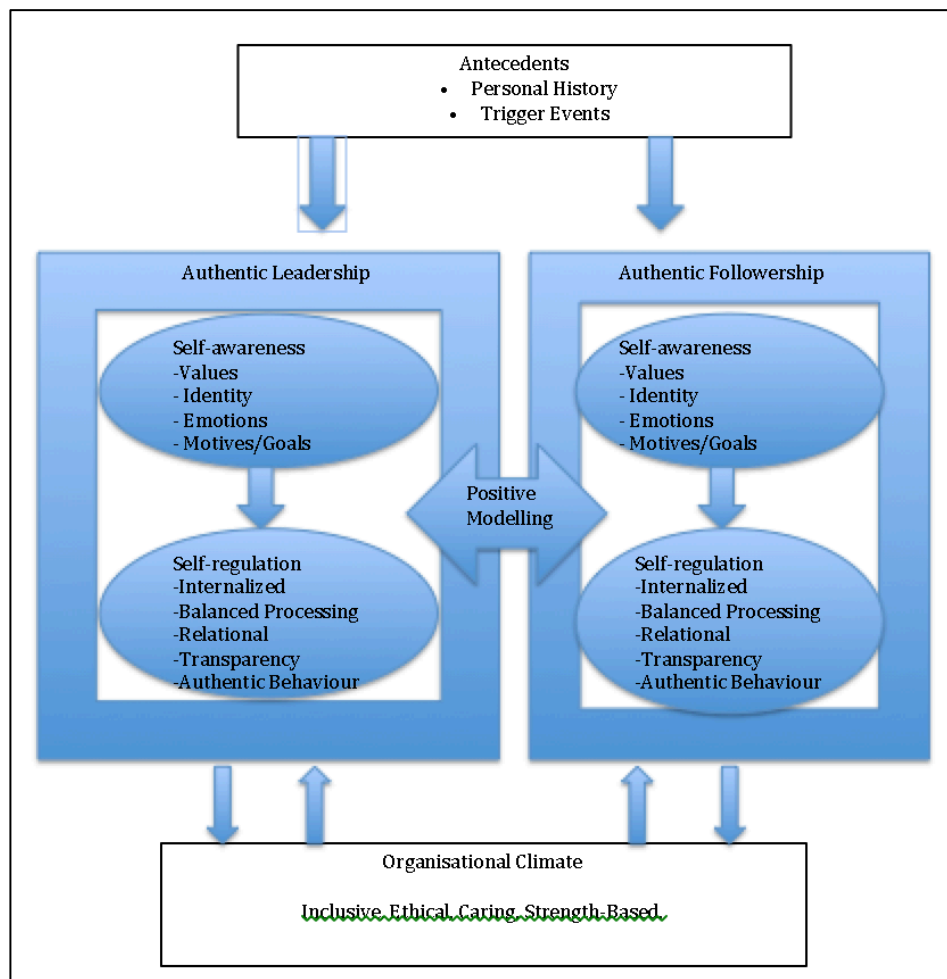 Antecedents
• Personal History
• Trigger Events
Authentic Leadership
Self-awareness
-Values
- Identity
- Emotions
- Motives/Goals
Self-regulation
-Internalized
-Balanced Processing
-Relational
-Transparency
-Authentic Behaviour
Positive
Modelling
Authentic Followership
Self-awareness
-Values
- Identity
- Emotions
- Motives/Goals
Self-regulation
-Internalized
-Balanced Processing
-Relational
-Transparency
-Authentic Behaviour
Organisational Climate
Inclusive, Ethical, Caring, Strength-Based,